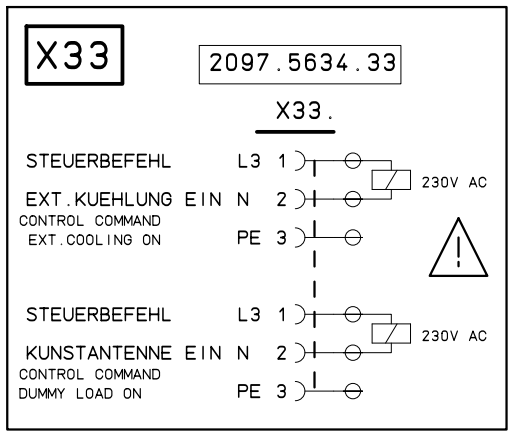 X33
2097.5634.33
X33.
STEUERBEFEHL L3 1
230V AC
EXT.KUEHLUNG EIN N 2
CONTROL COMMAND
EXT.COOLING ON PE 3
!
STEUERBEFEHL L3 1
230V AC
KUNSTANTENNE EIN N 2
CONTROL COMMAND
DUMMY LOAD ON PE 3